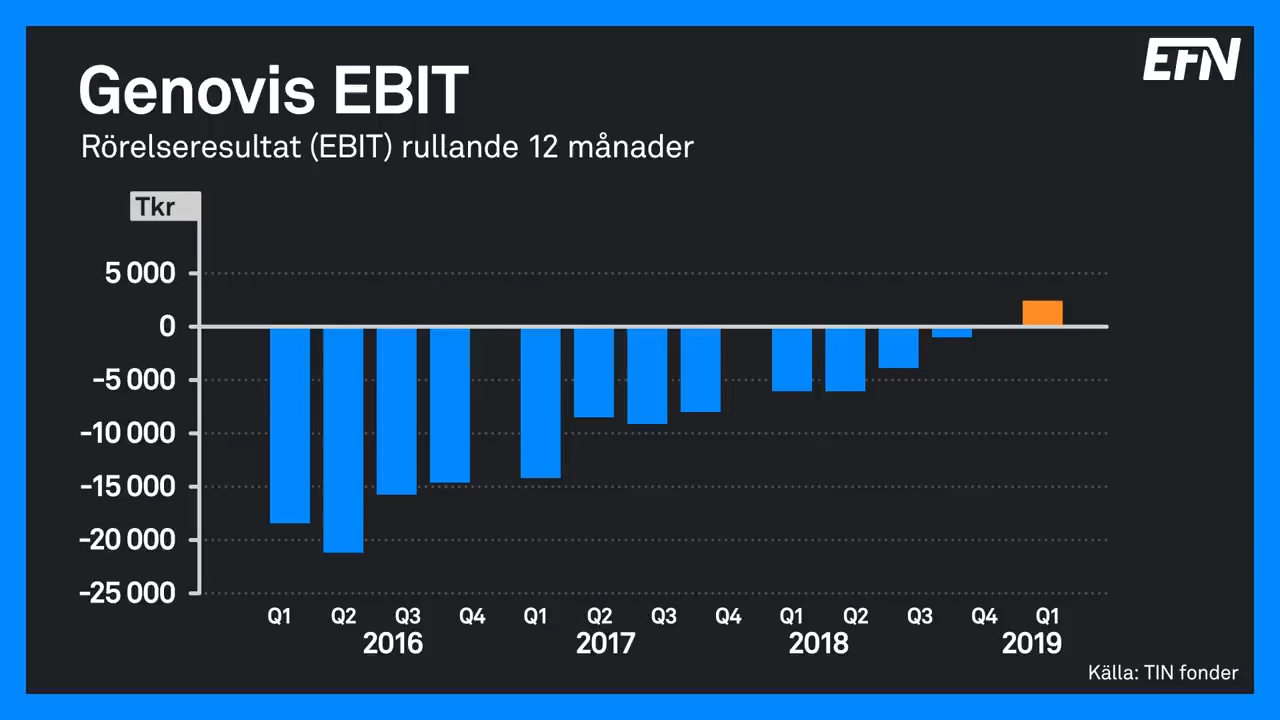 EFN
Genovis EBIT
Rörelseresultat (EBIT) rullande 12 månader
Tkr
5 000
0
-5 000
-10 000
-15 000
-20 000
-25 000
Q1 Q2 Q3 Q4 Q1 Q2 Q3 Q4 Q1 Q2 Q3 Q4 Q1
2016 2017 2018 2019
Källa: TIN fonder